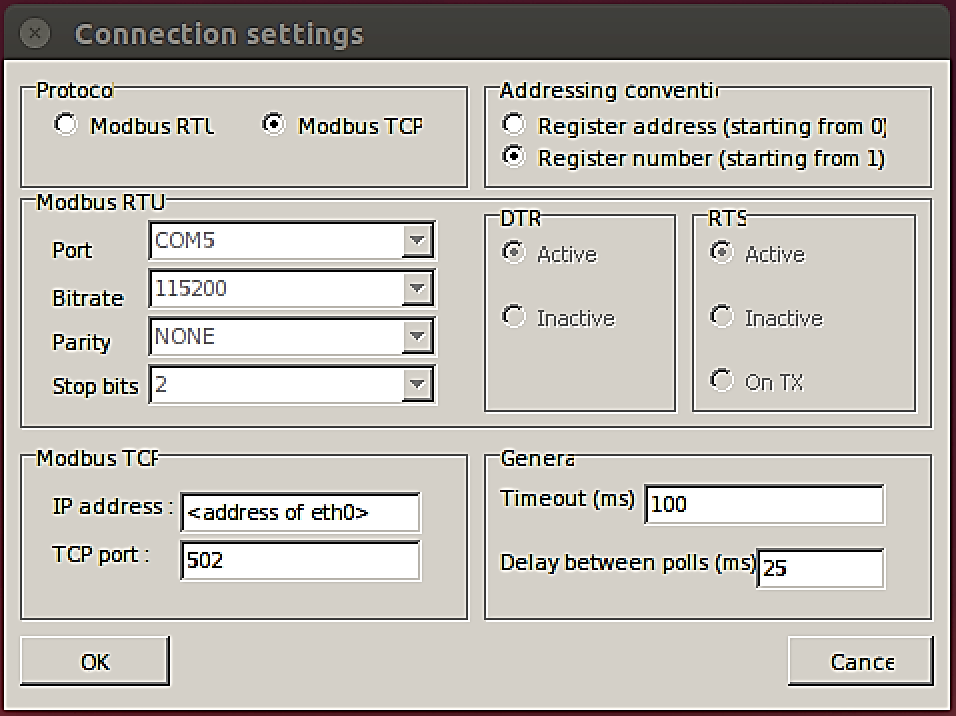 Connection settings
Protocol
Modbus RTU
Modbus TCP
Addressing conventi
Register address (starting from 0)
Register number (starting from 1)
Modbus RTU
Port
COM5
Bitrate
115200
Parity
NONE
Stop bits
2
DTR
Active
Inactive
RTS
Active
Inactive
On TX
Modbus TCP
IP address :
<address of eth0>
TCP port :
502
General
Timeout (ms)
100
Delay between polls (ms)
25
OK
Cance